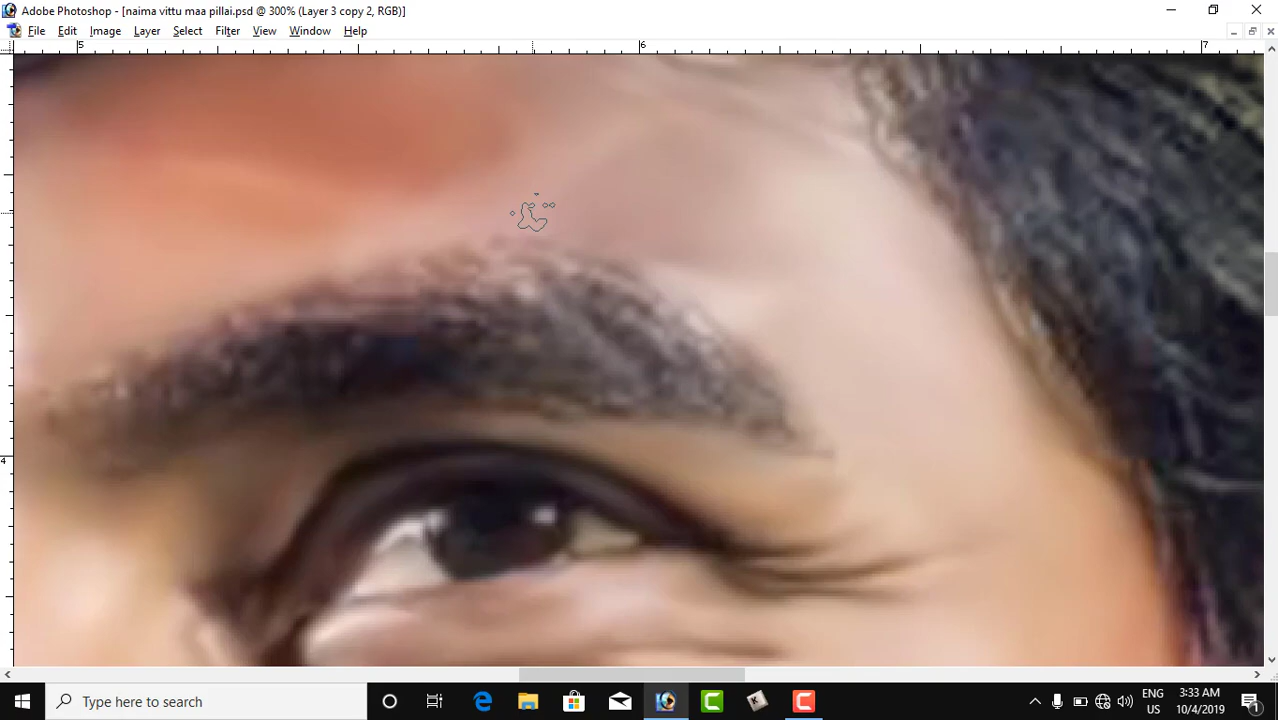 Adobe Photoshop - [naima vittu maa pillai.psd @ 300% (Layer 3 copy 2, RGB)]
File Edit Image Layer Select Filter View Window Help
5 6 7
4
Type here to search
ENG 3:33 AM
US 10/4/2019 1